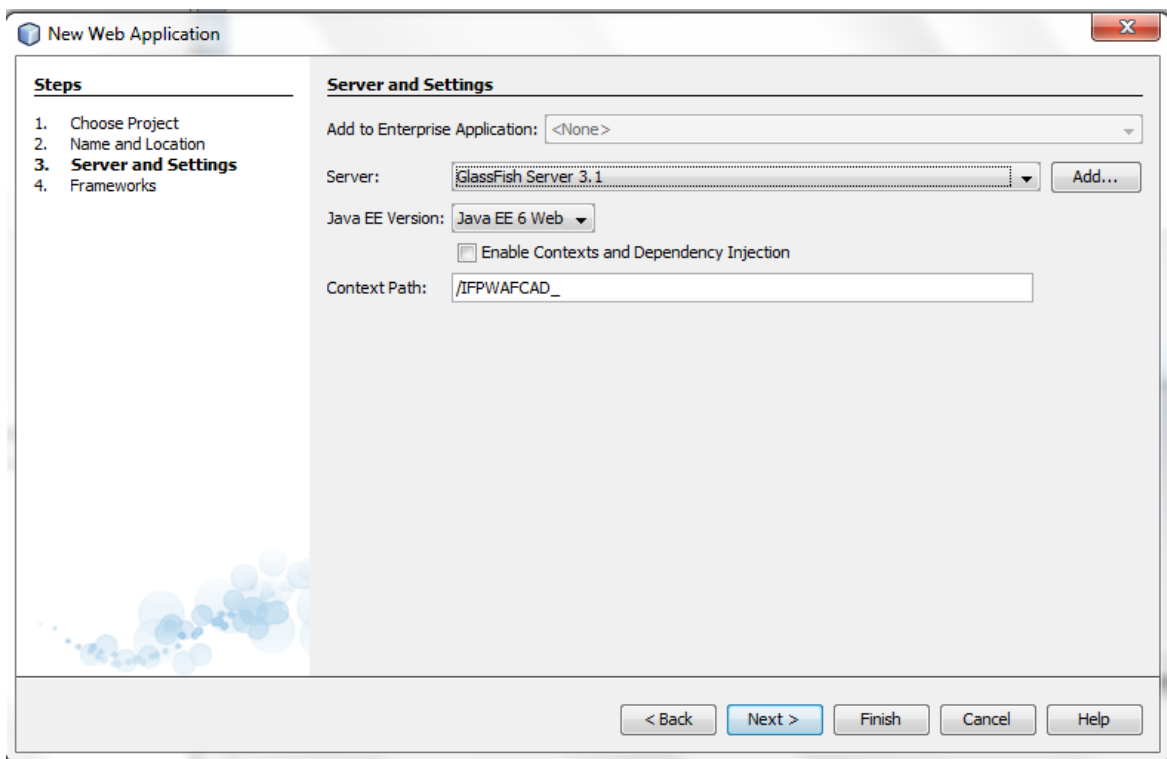 New Web Application
Steps
1. Choose Project
2. Name and Location
3. Server and Settings
4. Frameworks
Server and Settings
Add to Enterprise Application: <None>
Server: GlassFish Server 3.1 Add...
Java EE Version: Java EE 6 Web
Enable Contexts and Dependency Injection
Context Path: /IFPWAFCAD_
< Back Next > Finish Cancel Help